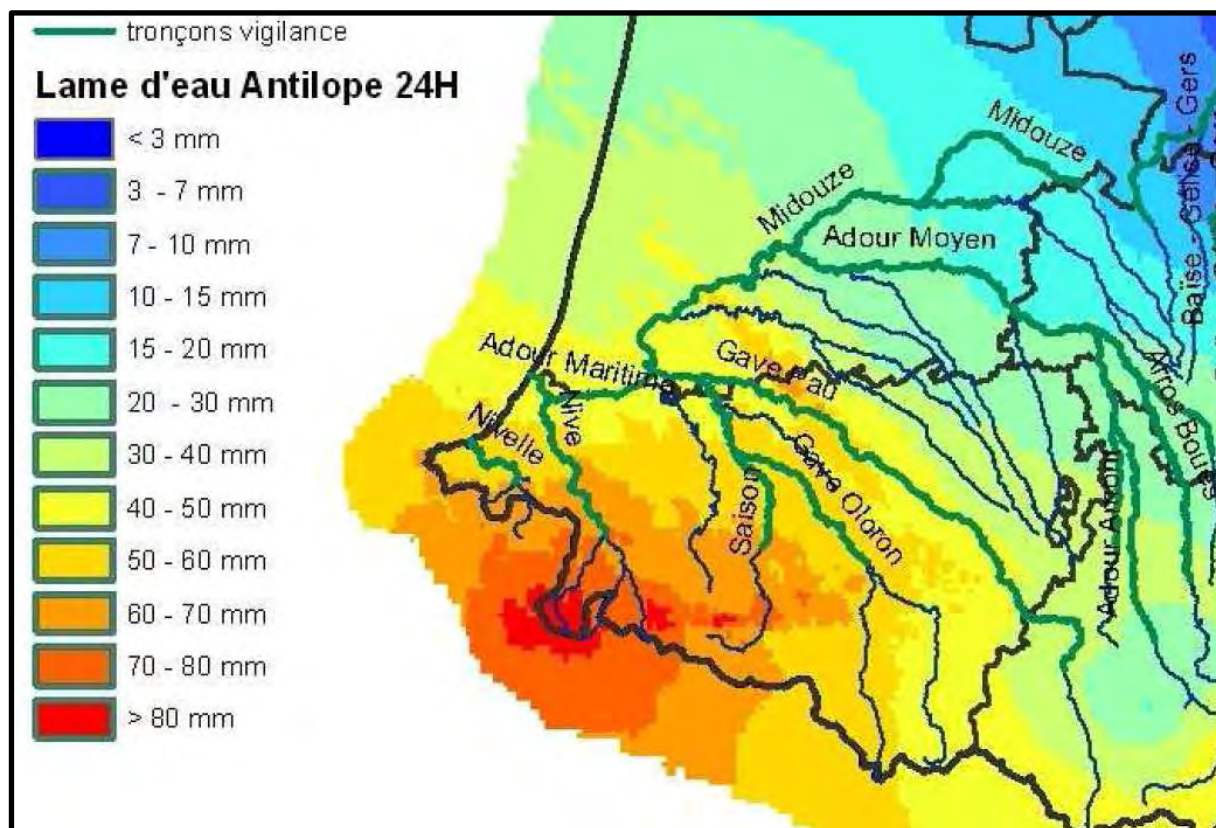 tronçons vigilance
Lame d'eau Antilope 24H
< 3 mm
3 - 7 mm
7 - 10 mm
10 - 15 mm
15 - 20 mm
20 - 30 mm
30 - 40 mm
40 - 50 mm
50 - 60 mm
60 - 70 mm
70 - 80 mm
> 80 mm
Midouze
Midouze
Adour Moyen
Baïse - Gélise - Gers
Adour Maritime
Gave Pau
Nive
Nivelle
Saison
Gave Oloron
Adour Amont
Arros Bouès